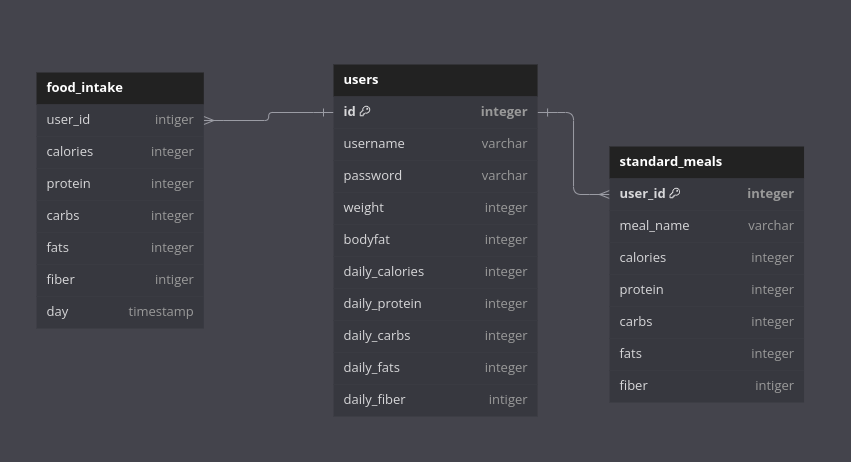 food_intake
user_id intiger
calories integer
protein integer
carbs integer
fats integer
fiber intiger
day timestamp
users
id integer
username varchar
password varchar
weight integer
bodyfat integer
daily_calories integer
daily_protein integer
daily_carbs integer
daily_fats integer
daily_fiber intiger
standard_meals
user_id integer
meal_name varchar
calories integer
protein integer
carbs integer
fats integer
fiber intiger